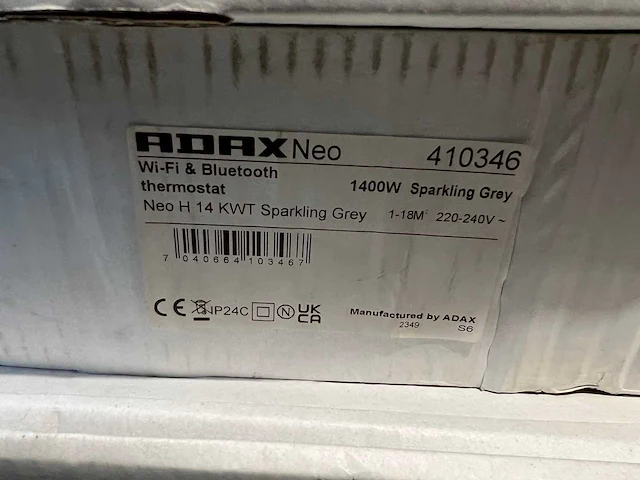 ADAX Neo 410346
Wi-Fi & Bluetooth
thermostat 1400W Sparkling Grey
Neo H 14 KWT Sparkling Grey 1-18M² 220-240V ~
7 040664 103467
CE IP24C N UK CA Manufactured by ADAX
2349 S6